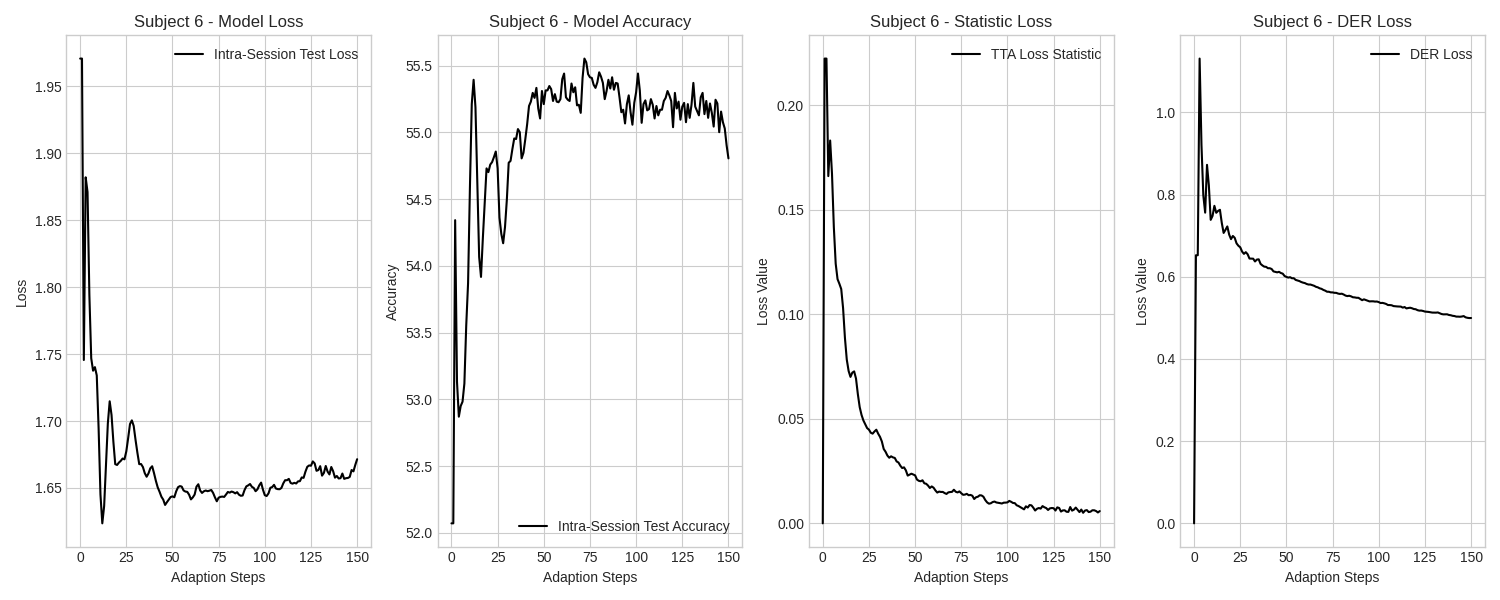 Subject 6 - Model Loss
Intra-Session Test Loss
Loss
1.95
1.90
1.85
1.80
1.75
1.70
1.65
0 25 50 75 100 125 150
Adaption Steps
Subject 6 - Model Accuracy
Intra-Session Test Accuracy
Accuracy
55.5
55.0
54.5
54.0
53.5
53.0
52.5
52.0
0 25 50 75 100 125 150
Adaption Steps
Subject 6 - Statistic Loss
TTA Loss Statistic
Loss Value
0.20
0.15
0.10
0.05
0.00
0 25 50 75 100 125 150
Adaption Steps
Subject 6 - DER Loss
DER Loss
Loss Value
1.0
0.8
0.6
0.4
0.2
0.0
0 25 50 75 100 125 150
Adaption Steps